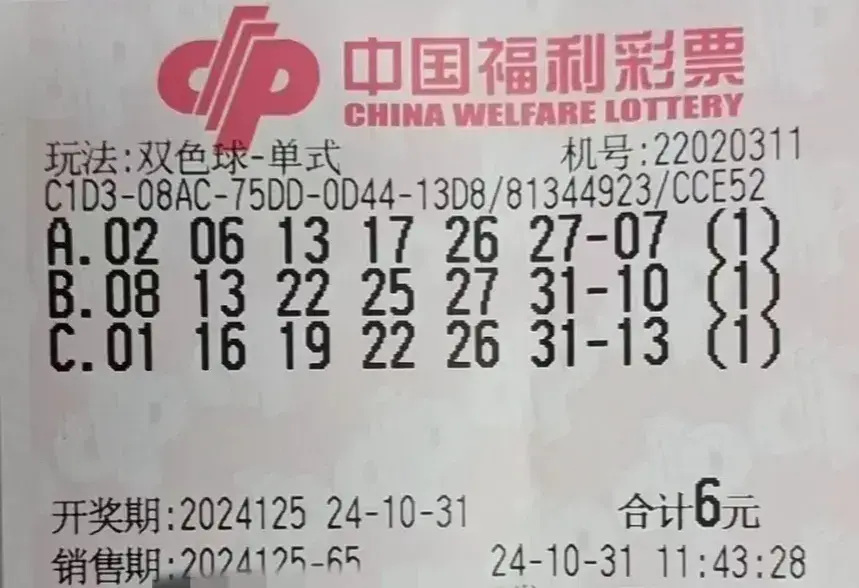 中国福利彩票
CHINA WELFARE LOTTERY
玩法:双色球-单式 机号:22020311
C1D3-08AC-75DD-0D44-13D8/81344923/CCE52
A.02 06 13 17 26 27-07 (1)
B.08 13 22 25 27 31-10 (1)
C.01 16 19 22 26 31-13 (1)
开奖期:2024125 24-10-31 合计6元
销售期:2024125-65 24-10-31 11:43:28